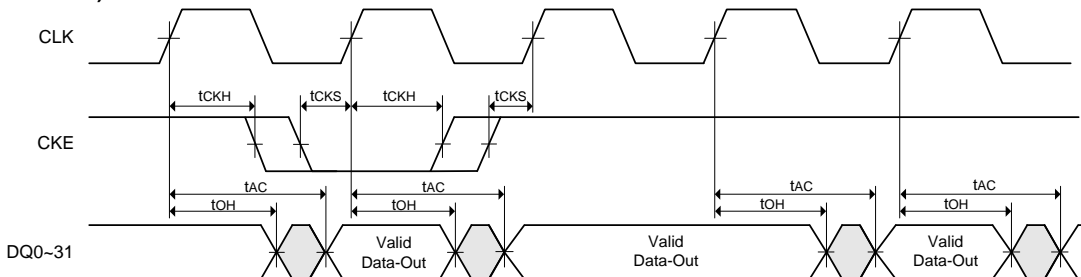 CLK
tCKH
tCKS
tCKH
tCKS
CKE
tAC
tAC
tAC
tAC
tOH
tOH
tOH
tOH
DQ0~31
Valid
Data-Out
Valid
Data-Out
Valid
Data-Out